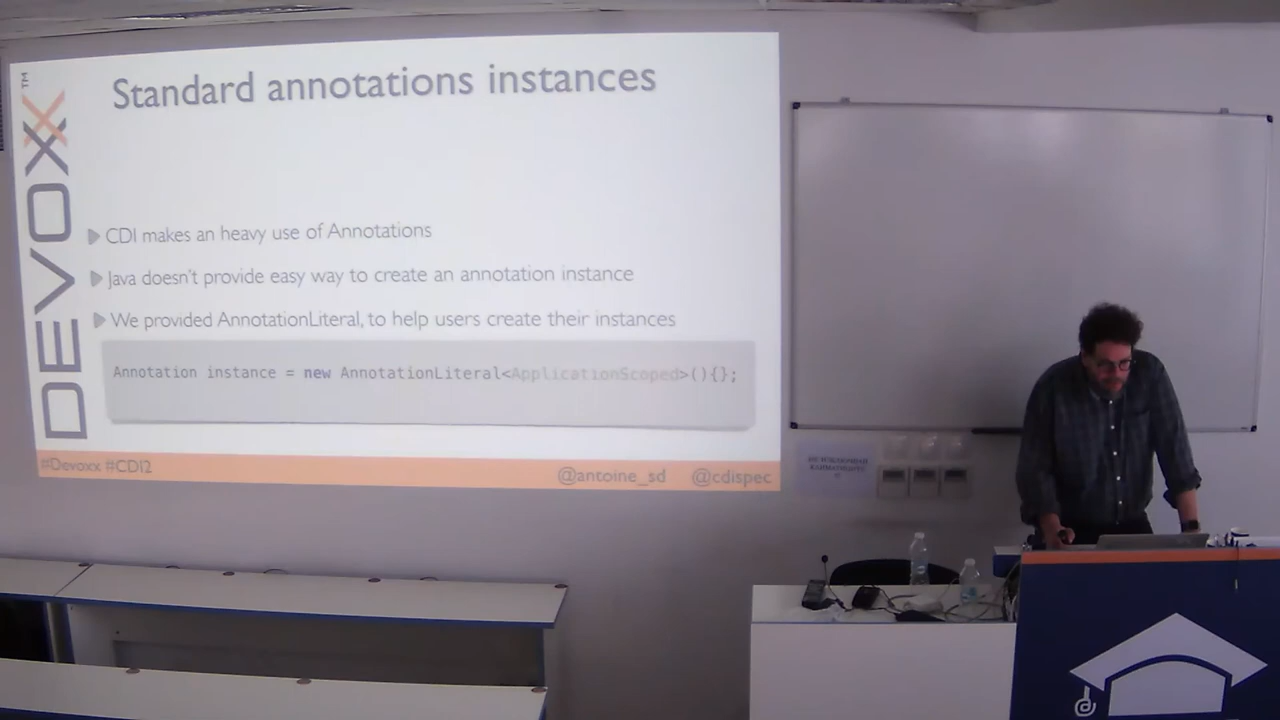 Standard annotations instances
DEVOXX™
CDI makes an heavy use of Annotations
Java doesn't provide easy way to create an annotation instance
We provided AnnotationLiteral, to help users create their instances
Annotation instance = new AnnotationLiteral<ApplicationScoped>(){};
#Devoxx #CDI2
@antoine_sd @cdispec